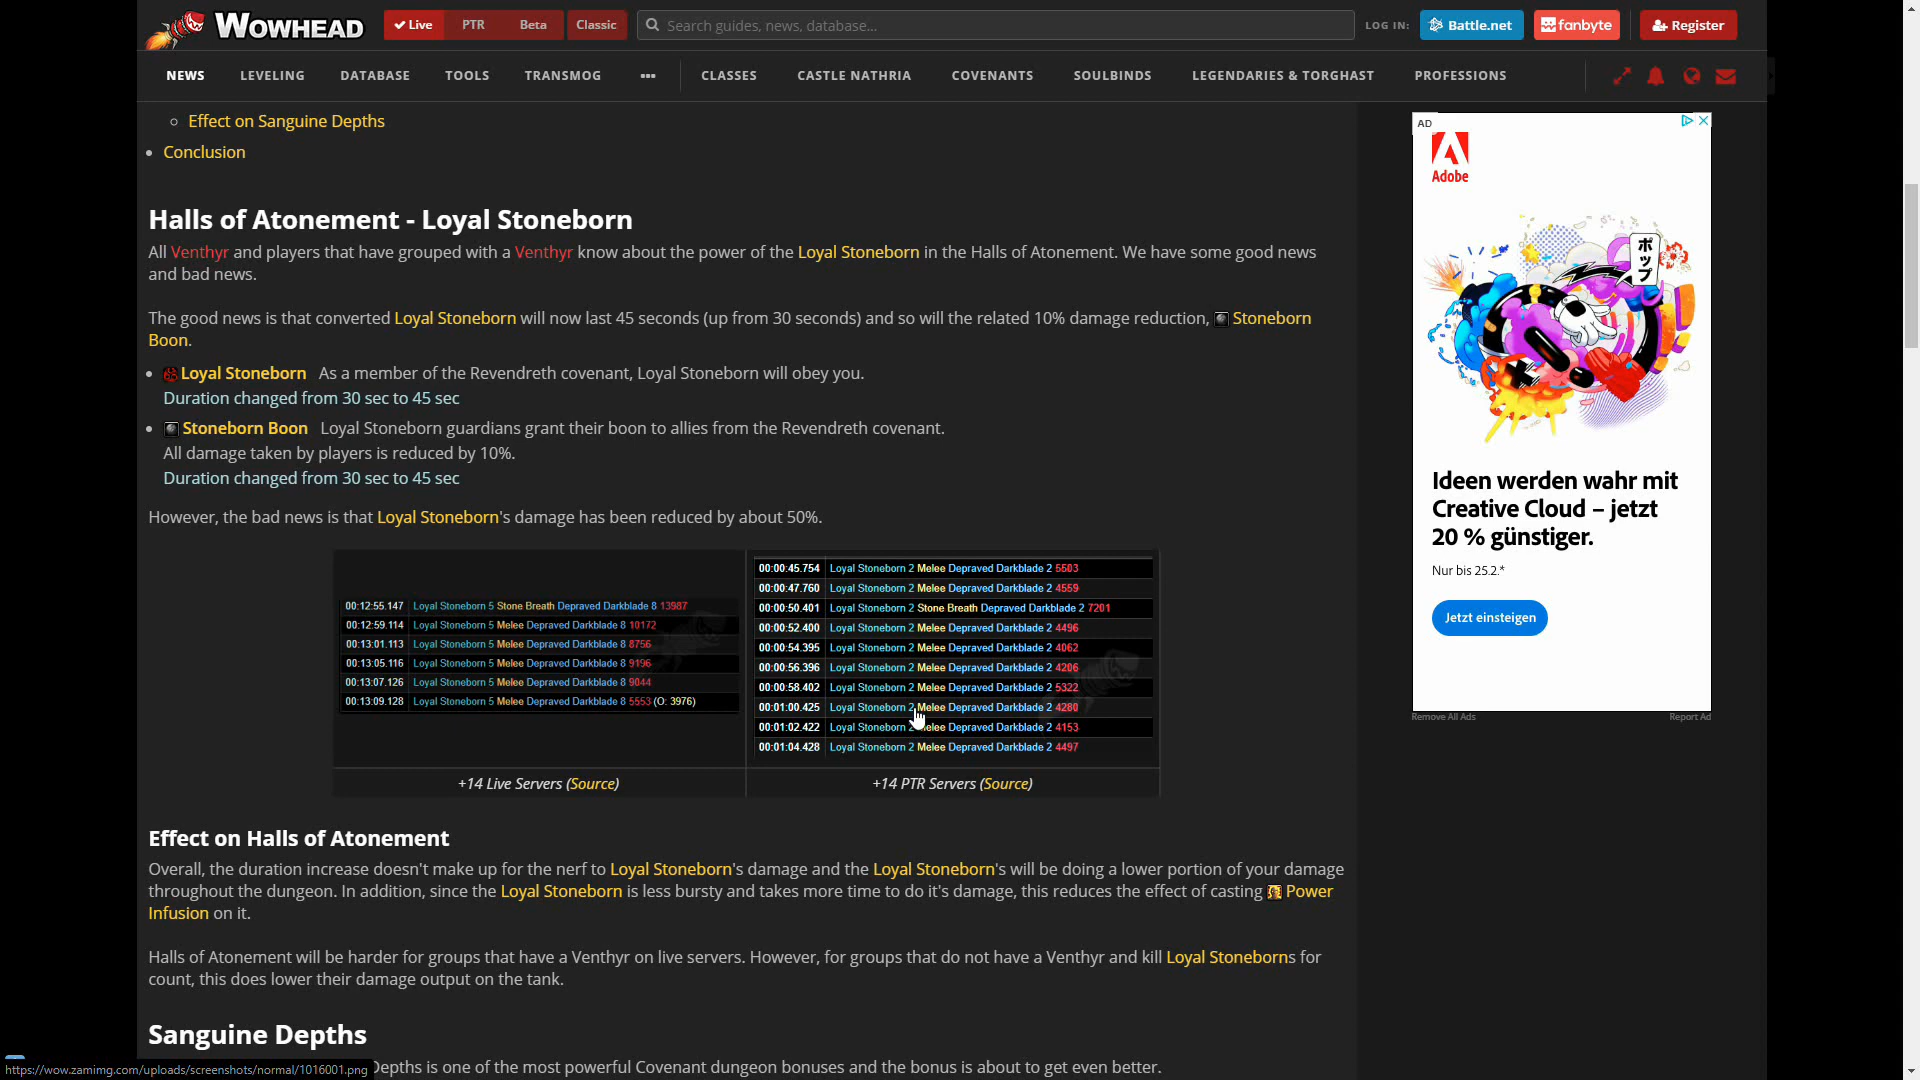 WOWHEAD
Live PTR Beta Classic
Search guides, news, database...
LOG IN: Battle.net fanbyte Register
NEWS LEVELING DATABASE TOOLS TRANSMOG ••• CLASSES CASTLE NATHRIA COVENANTS SOULBINDS LEGENDARIES & TORGHAST PROFESSIONS
Effect on Sanguine Depths
Conclusion
Halls of Atonement - Loyal Stoneborn
All Venthyr and players that have grouped with a Venthyr know about the power of the Loyal Stoneborn in the Halls of Atonement. We have some good news
and bad news.
The good news is that converted Loyal Stoneborn will now last 45 seconds (up from 30 seconds) and so will the related 10% damage reduction, Stoneborn
Boon.
Loyal Stoneborn As a member of the Revendreth covenant, Loyal Stoneborn will obey you.
Duration changed from 30 sec to 45 sec
Stoneborn Boon Loyal Stoneborn guardians grant their boon to allies from the Revendreth covenant.
All damage taken by players is reduced by 10%.
Duration changed from 30 sec to 45 sec
However, the bad news is that Loyal Stoneborn's damage has been reduced by about 50%.
00:12:55.147 Loyal Stoneborn 5 Stone Breath Depraved Darkblade 8 13987
00:12:59.114 Loyal Stoneborn 5 Melee Depraved Darkblade 8 10172
00:13:01.113 Loyal Stoneborn 5 Melee Depraved Darkblade 8 8756
00:13:05.116 Loyal Stoneborn 5 Melee Depraved Darkblade 8 9196
00:13:07.126 Loyal Stoneborn 5 Melee Depraved Darkblade 8 9044
00:13:09.128 Loyal Stoneborn 5 Melee Depraved Darkblade 8 5553 (O: 3976)
+14 Live Servers (Source)
00:00:45.754 Loyal Stoneborn 2 Melee Depraved Darkblade 2 5503
00:00:47.760 Loyal Stoneborn 2 Melee Depraved Darkblade 2 4559
00:00:50.401 Loyal Stoneborn 2 Stone Breath Depraved Darkblade 2 7201
00:00:52.400 Loyal Stoneborn 2 Melee Depraved Darkblade 2 4496
00:00:54.395 Loyal Stoneborn 2 Melee Depraved Darkblade 2 4062
00:00:56.396 Loyal Stoneborn 2 Melee Depraved Darkblade 2 4206
00:00:58.402 Loyal Stoneborn 2 Melee Depraved Darkblade 2 5322
00:01:00.425 Loyal Stoneborn 2 Melee Depraved Darkblade 2 4280
00:01:02.422 Loyal Stoneborn 2 Melee Depraved Darkblade 2 4153
00:01:04.428 Loyal Stoneborn 2 Melee Depraved Darkblade 2 4497
+14 PTR Servers (Source)
Effect on Halls of Atonement
Overall, the duration increase doesn't make up for the nerf to Loyal Stoneborn's damage and the Loyal Stoneborn's will be doing a lower portion of your damage
throughout the dungeon. In addition, since the Loyal Stoneborn is less bursty and takes more time to do it's damage, this reduces the effect of casting Power
Infusion on it.
Halls of Atonement will be harder for groups that have a Venthyr on live servers. However, for groups that do not have a Venthyr and kill Loyal Stoneborns for
count, this does lower their damage output on the tank.
Sanguine Depths
Depths is one of the most powerful Covenant dungeon bonuses and the bonus is about to get even better.
https://wow.zamimg.com/uploads/screenshots/normal/1016001.png
AD
Adobe
ポップ
Ideen werden wahr mit
Creative Cloud – jetzt
20 % günstiger.
Nur bis 25.2.*
Jetzt einsteigen
Remove All Ads Report Ad